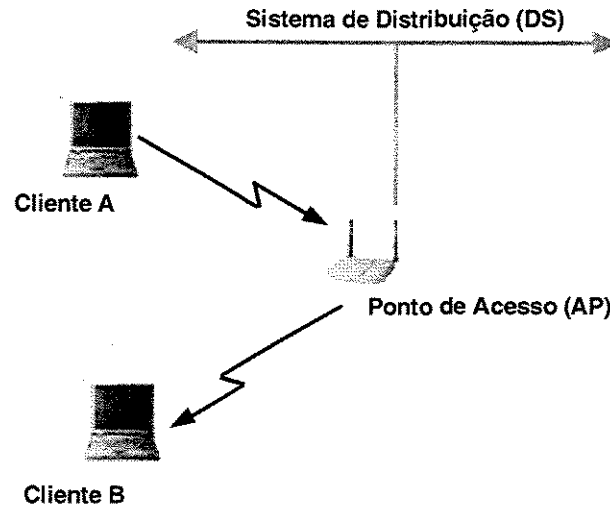 Sistema de Distribuição (DS)
Cliente A
Ponto de Acesso (AP)
Cliente B